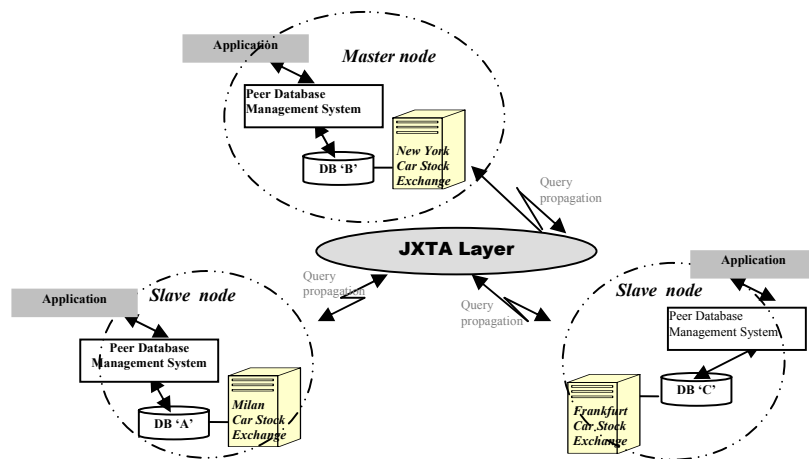 Application
Master node
Peer Database
Management System
DB ‘B’
New York
Car Stock
Exchange
Query
propagation
JXTA Layer
Query
propagation
Query
propagation
Application
Slave node
Peer Database
Management System
DB ‘A’
Milan
Car Stock
Exchange
Application
Slave node
Peer Database
Management System
DB ‘C’
Frankfurt
Car Stock
Exchange